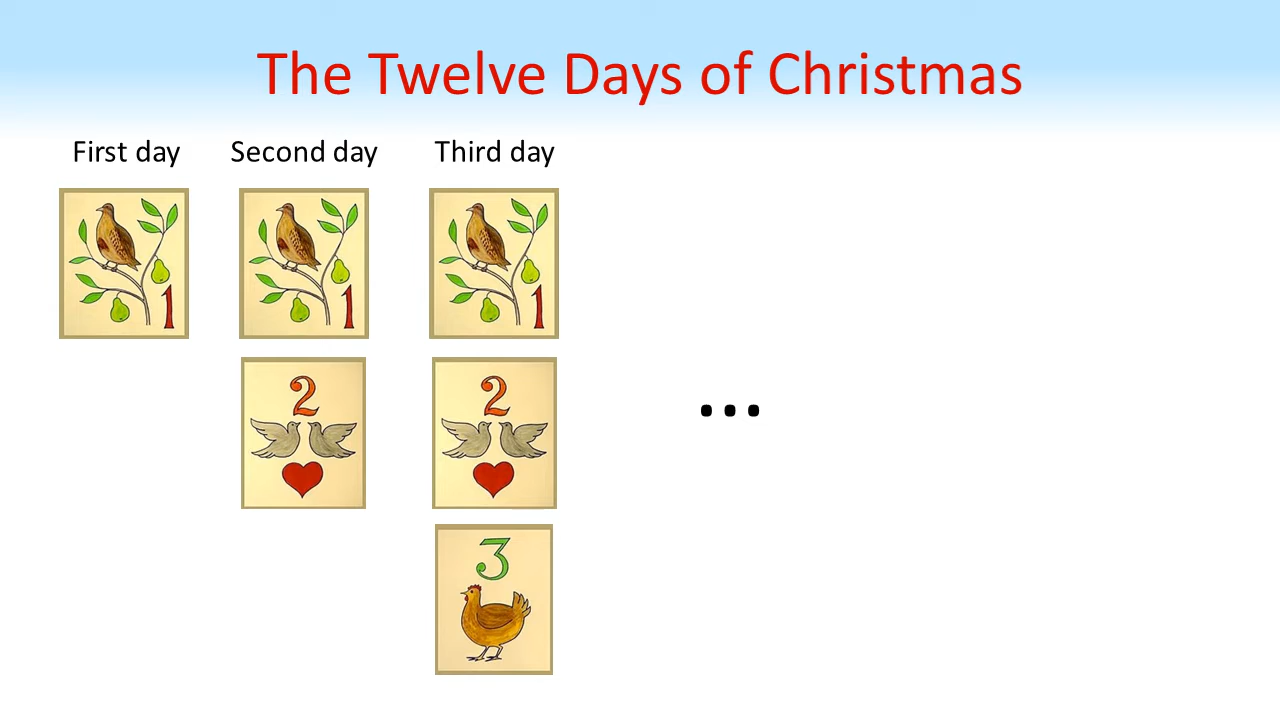 The Twelve Days of Christmas
First day Second day Third day
1 1 1
2 2
...
3